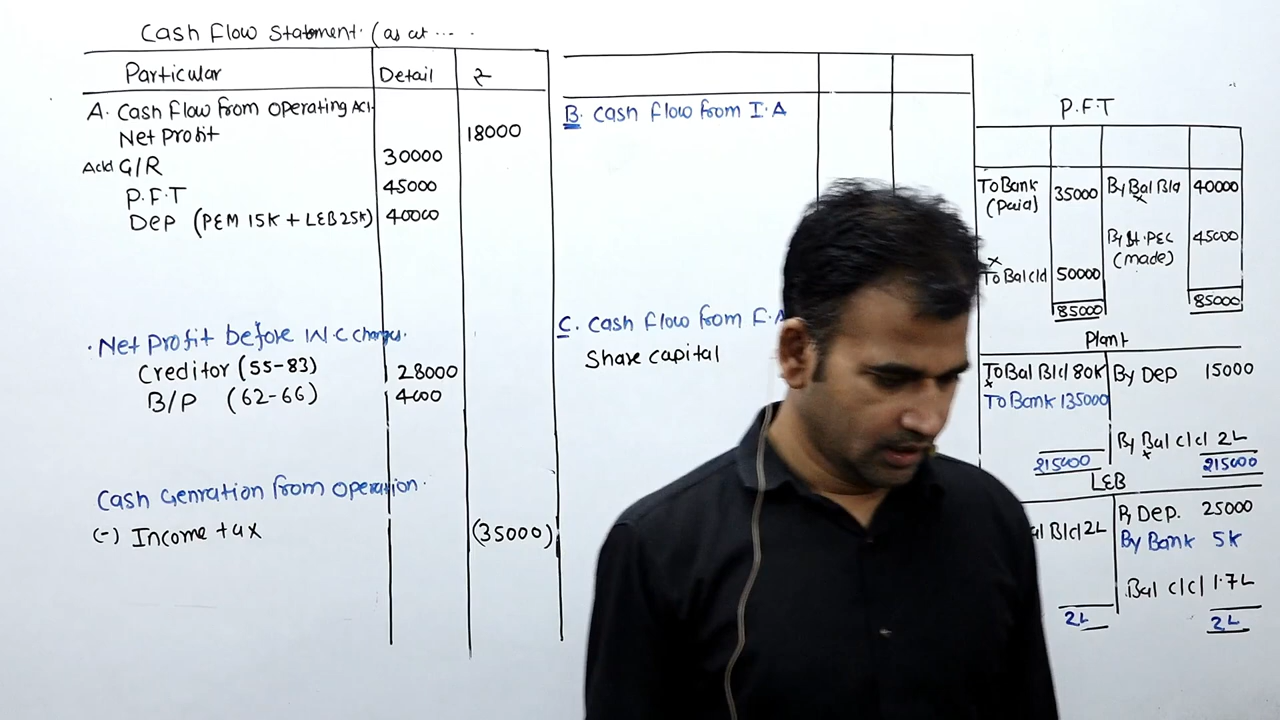 Cash Flow Statement. (as at ....
Particular Detail ₹
A. Cash flow from operating Act.
Net Profit 18000
Add G/R 30000
P.F.T 45000
Dep (P&M 15K + L&B 25K) 40000
. Net Profit before W.C changes.
Creditor (55-83) 28000
B/P (62-66) 4000
Cash Genration from operation.
(-) Income tax (35000)
B. Cash flow from I.A
C. Cash flow from F.A
Share capital
P.F.T
To Bank 35000 By Bal B/d 40000
(Paid)
By St. P&L 45000
(made)
To Bal c/d 50000
85000 85000
Plant
To Bal B/d 80K By Dep 15000
To Bank 135000
By Bal c/d 2L
215000 215000
L&B
al B/d 2L By Dep. 25000
By Bank 5K
Bal c/d 1.7L
2L 2L